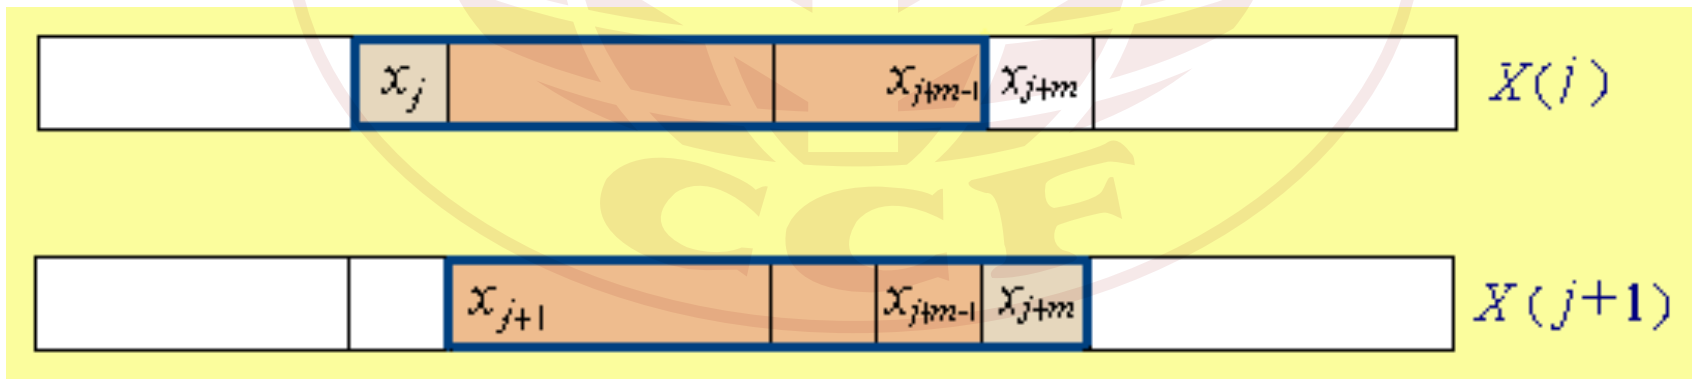 x_j x_{j+m-1} x_{j+m} X(j)
CCF
x_{j+1} x_{j+m-1} x_{j+m} X(j+1)